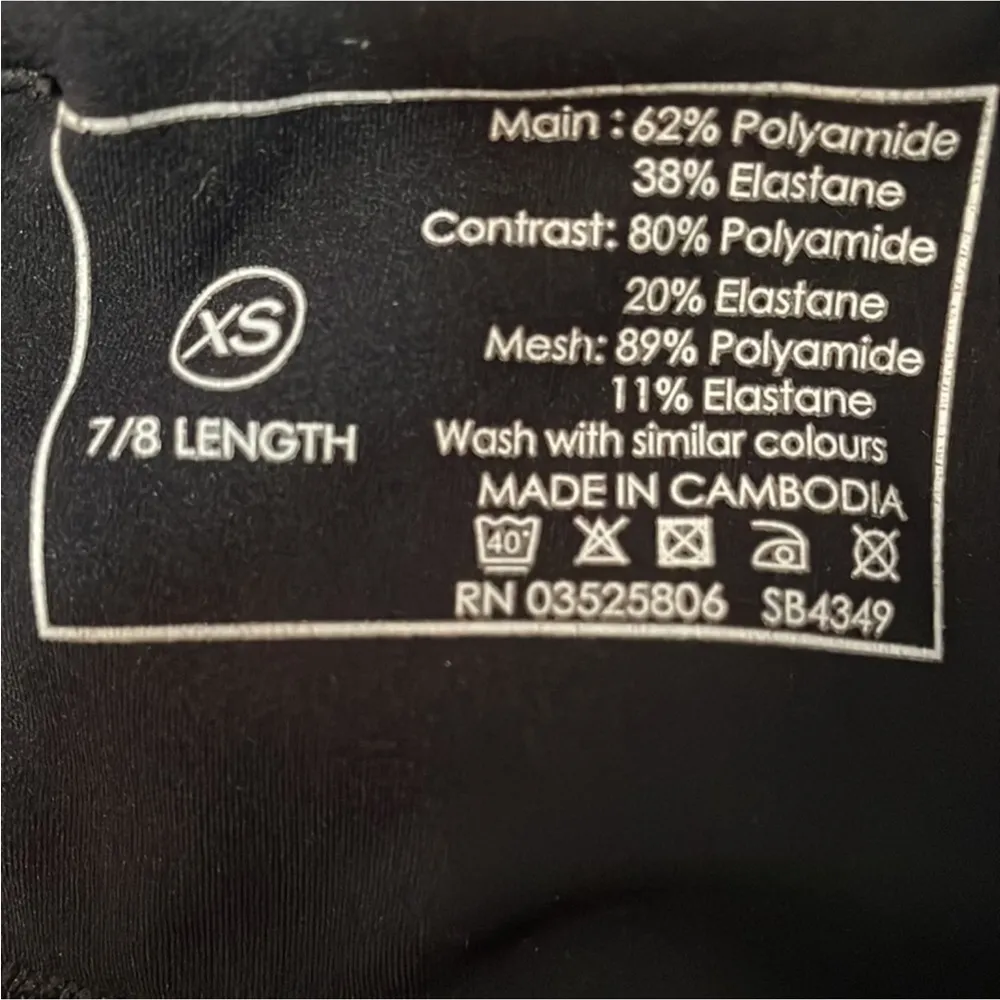 XS
7/8 LENGTH
Main : 62% Polyamide
38% Elastane
Contrast: 80% Polyamide
20% Elastane
Mesh: 89% Polyamide
11% Elastane
Wash with similar colours
MADE IN CAMBODIA
40°
RN 03525806 SB4349